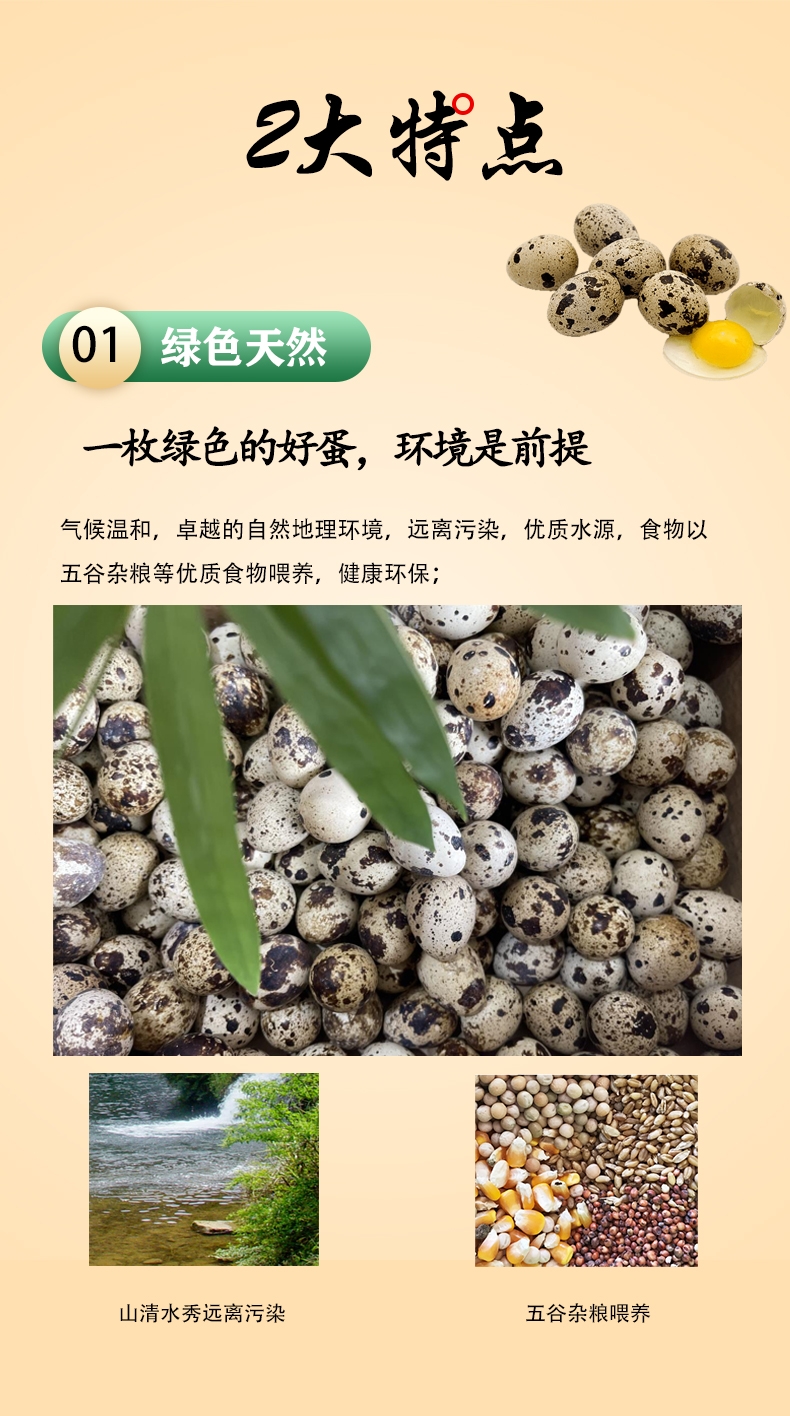 2大特点
01 绿色天然
一枚绿色的好蛋，环境是前提
气候温和，卓越的自然地理环境，远离污染，优质水源，食物以
五谷杂粮等优质食物喂养，健康环保；
山清水秀远离污染
五谷杂粮喂养